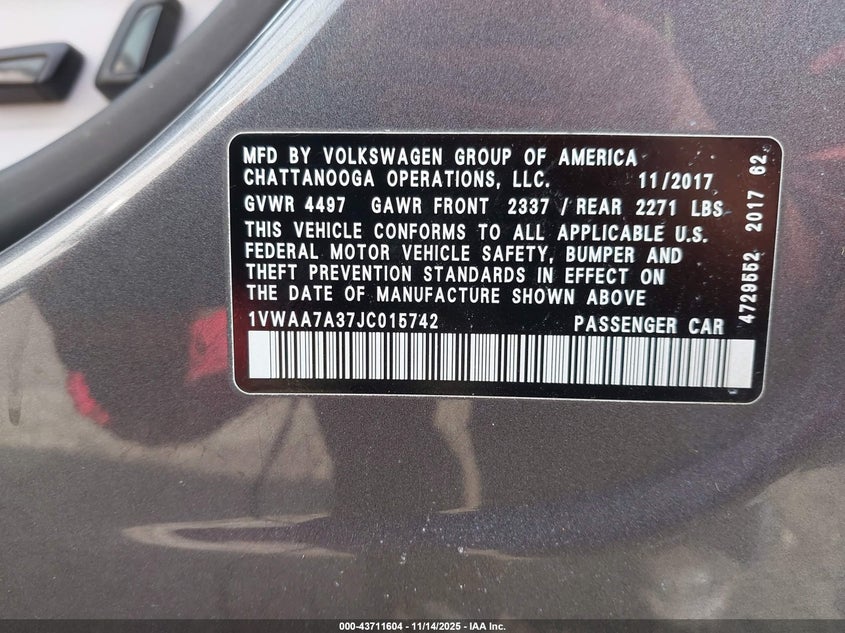 MFD BY VOLKSWAGEN GROUP OF AMERICA
CHATTANOOGA OPERATIONS, LLC. 11/2017
GVWR 4497 GAWR FRONT 2337 / REAR 2271 LBS
THIS VEHICLE CONFORMS TO ALL APPLICABLE U.S.
FEDERAL MOTOR VEHICLE SAFETY, BUMPER AND
THEFT PREVENTION STANDARDS IN EFFECT ON
THE DATE OF MANUFACTURE SHOWN ABOVE
1VWAA7A37JC015742 PASSENGER CAR
4729552 2017 62
000-43711604 - 11/14/2025 - IAA Inc.